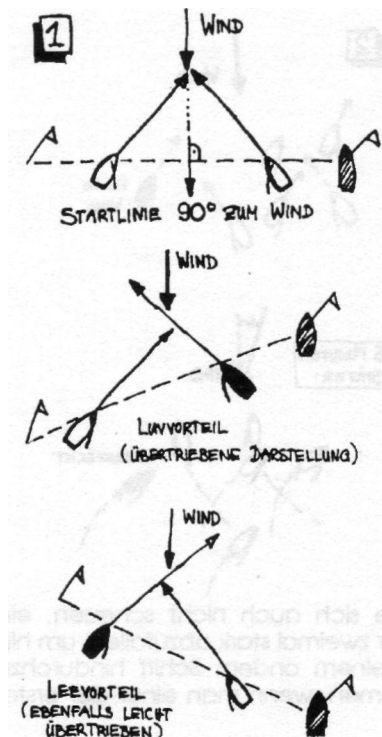 1
WIND
STARTLINIE 90° ZUM WIND
WIND
LUVVORTEIL
(ÜBERTRIEBENE DARSTELLUNG)
WIND
LEEVORTEIL
(EBENFALLS LEICHT
ÜBERTRIEBEN)